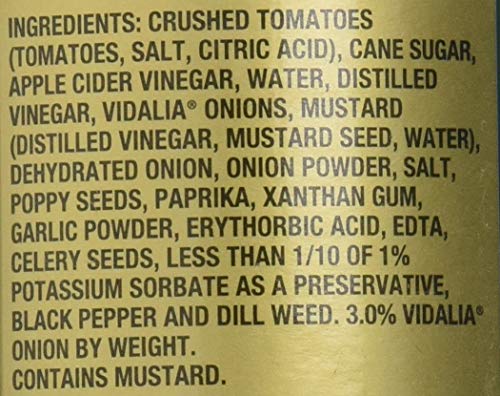 INGREDIENTS: CRUSHED TOMATOES
(TOMATOES, SALT, CITRIC ACID), CANE SUGAR,
APPLE CIDER VINEGAR, WATER, DISTILLED
VINEGAR, VIDALIA® ONIONS, MUSTARD
(DISTILLED VINEGAR, MUSTARD SEED, WATER),
DEHYDRATED ONION, ONION POWDER, SALT,
POPPY SEEDS, PAPRIKA, XANTHAN GUM,
GARLIC POWDER, ERYTHORBIC ACID, EDTA,
CELERY SEEDS, LESS THAN 1/10 OF 1%
POTASSIUM SORBATE AS A PRESERVATIVE,
BLACK PEPPER AND DILL WEED. 3.0% VIDALIA®
ONION BY WEIGHT.
CONTAINS MUSTARD.